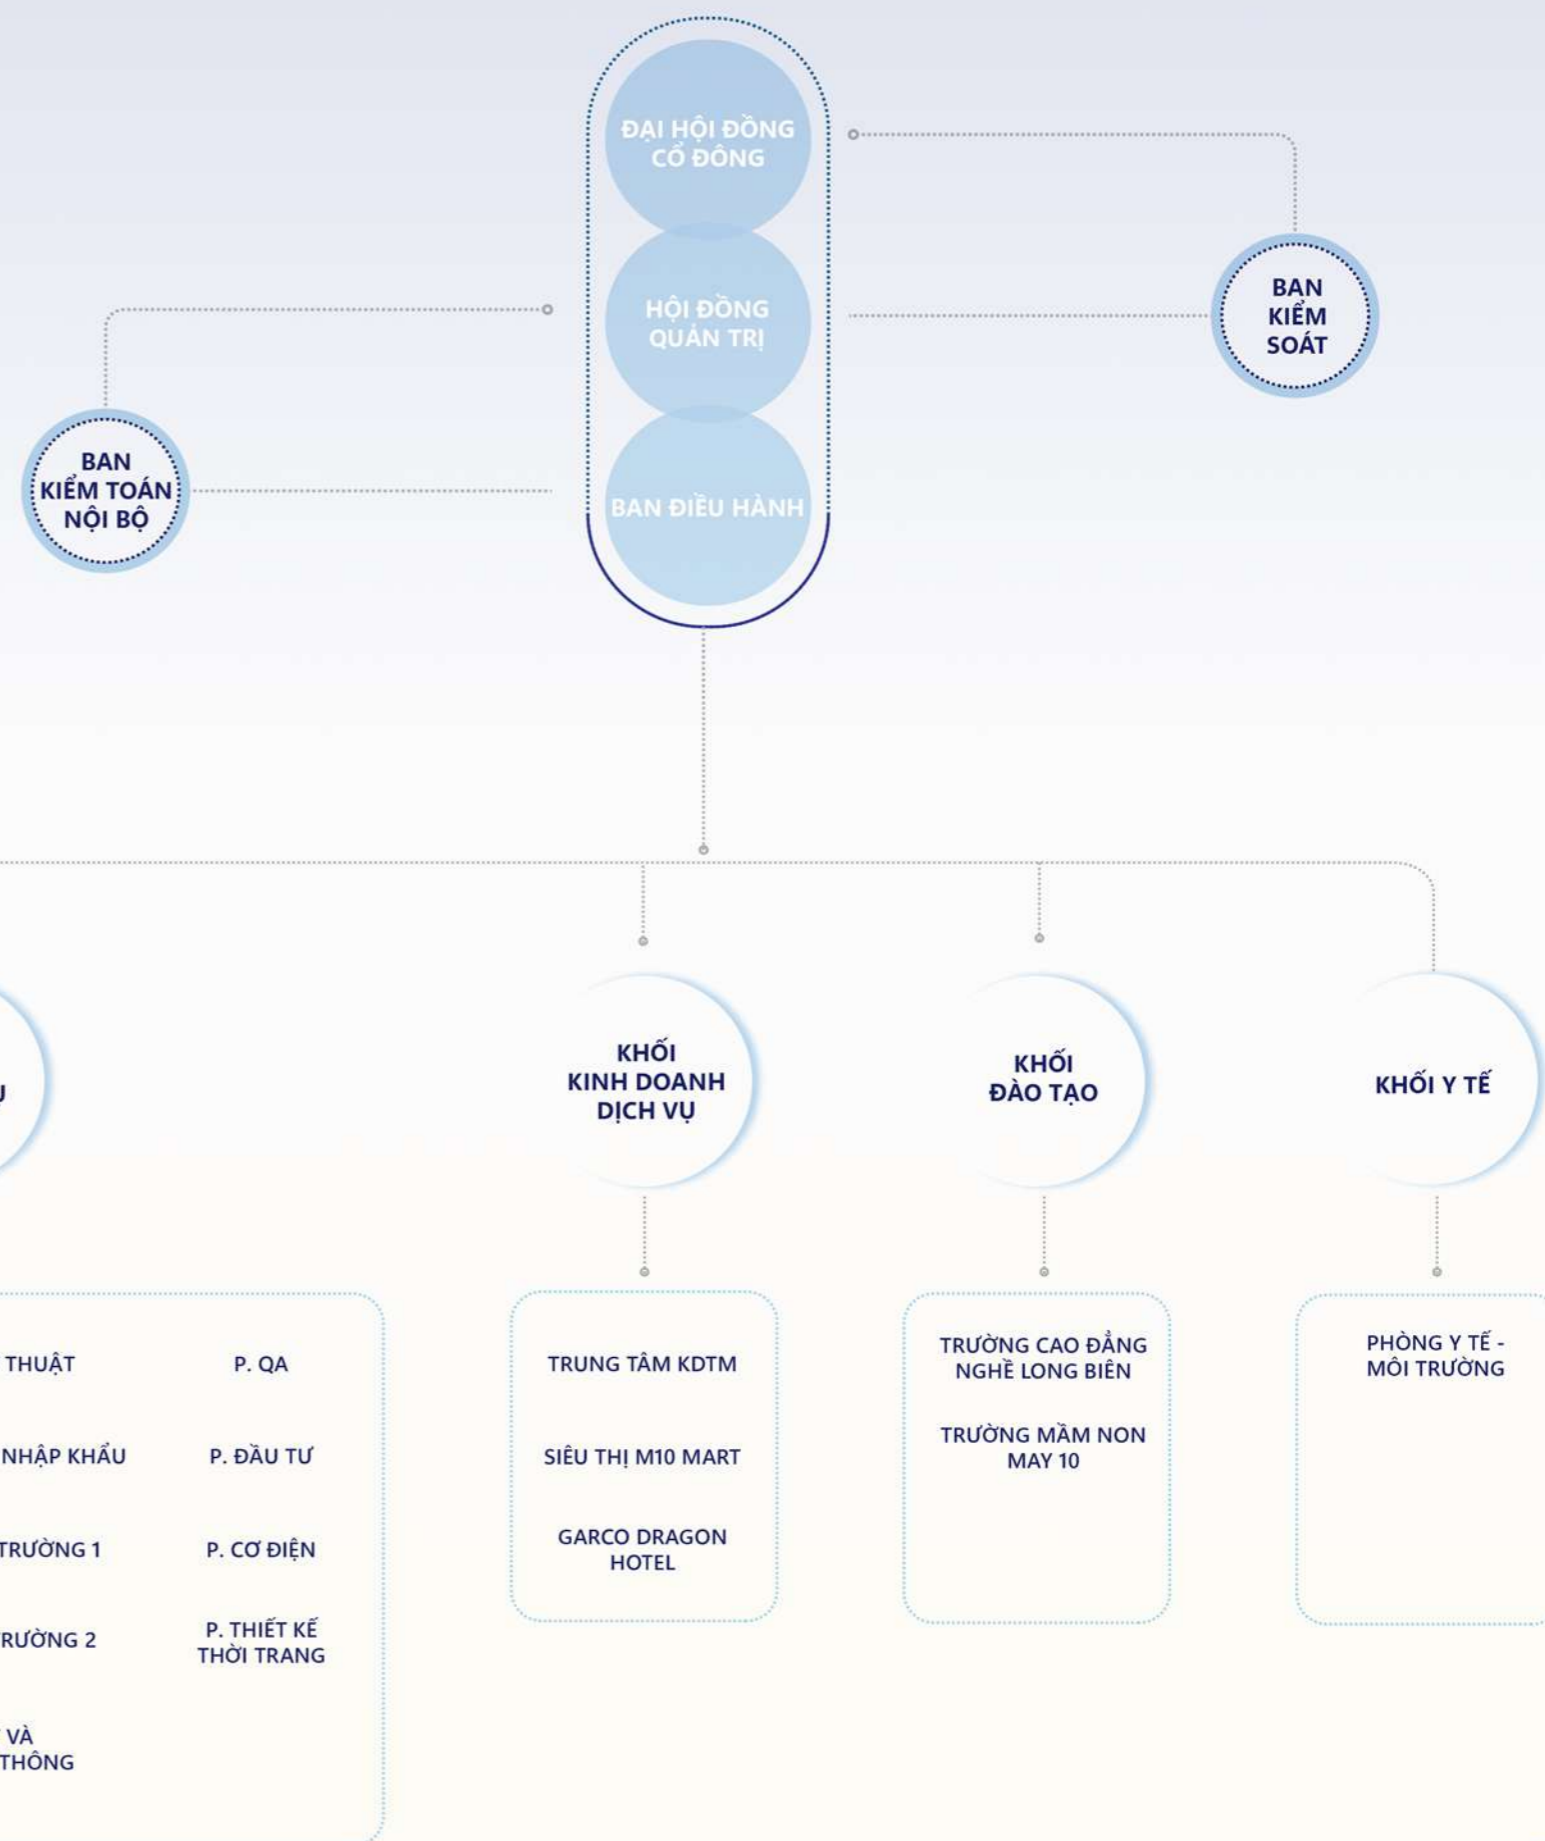 ĐẠI HỘI ĐỒNG
CỔ ĐÔNG
HỘI ĐỒNG
QUẢN TRỊ
BAN
KIỂM
SOÁT
BAN
KIỂM TOÁN
NỘI BỘ
BAN ĐIỀU HÀNH
KHỐI
KINH DOANH
DỊCH VỤ
KHỐI
ĐÀO TẠO
KHỐI Y TẾ
THUẬT
NHẬP KHẨU
TRƯỜNG 1
RƯỜNG 2
VÀ
THÔNG
P. QA
P. ĐẦU TƯ
P. CƠ ĐIỆN
P. THIẾT KẾ
THỜI TRANG
TRUNG TÂM KDTM
SIÊU THỊ M10 MART
GARCO DRAGON
HOTEL
TRƯỜNG CAO ĐẲNG
NGHỀ LONG BIÊN
TRƯỜNG MẦM NON
MAY 10
PHÒNG Y TẾ -
MÔI TRƯỜNG